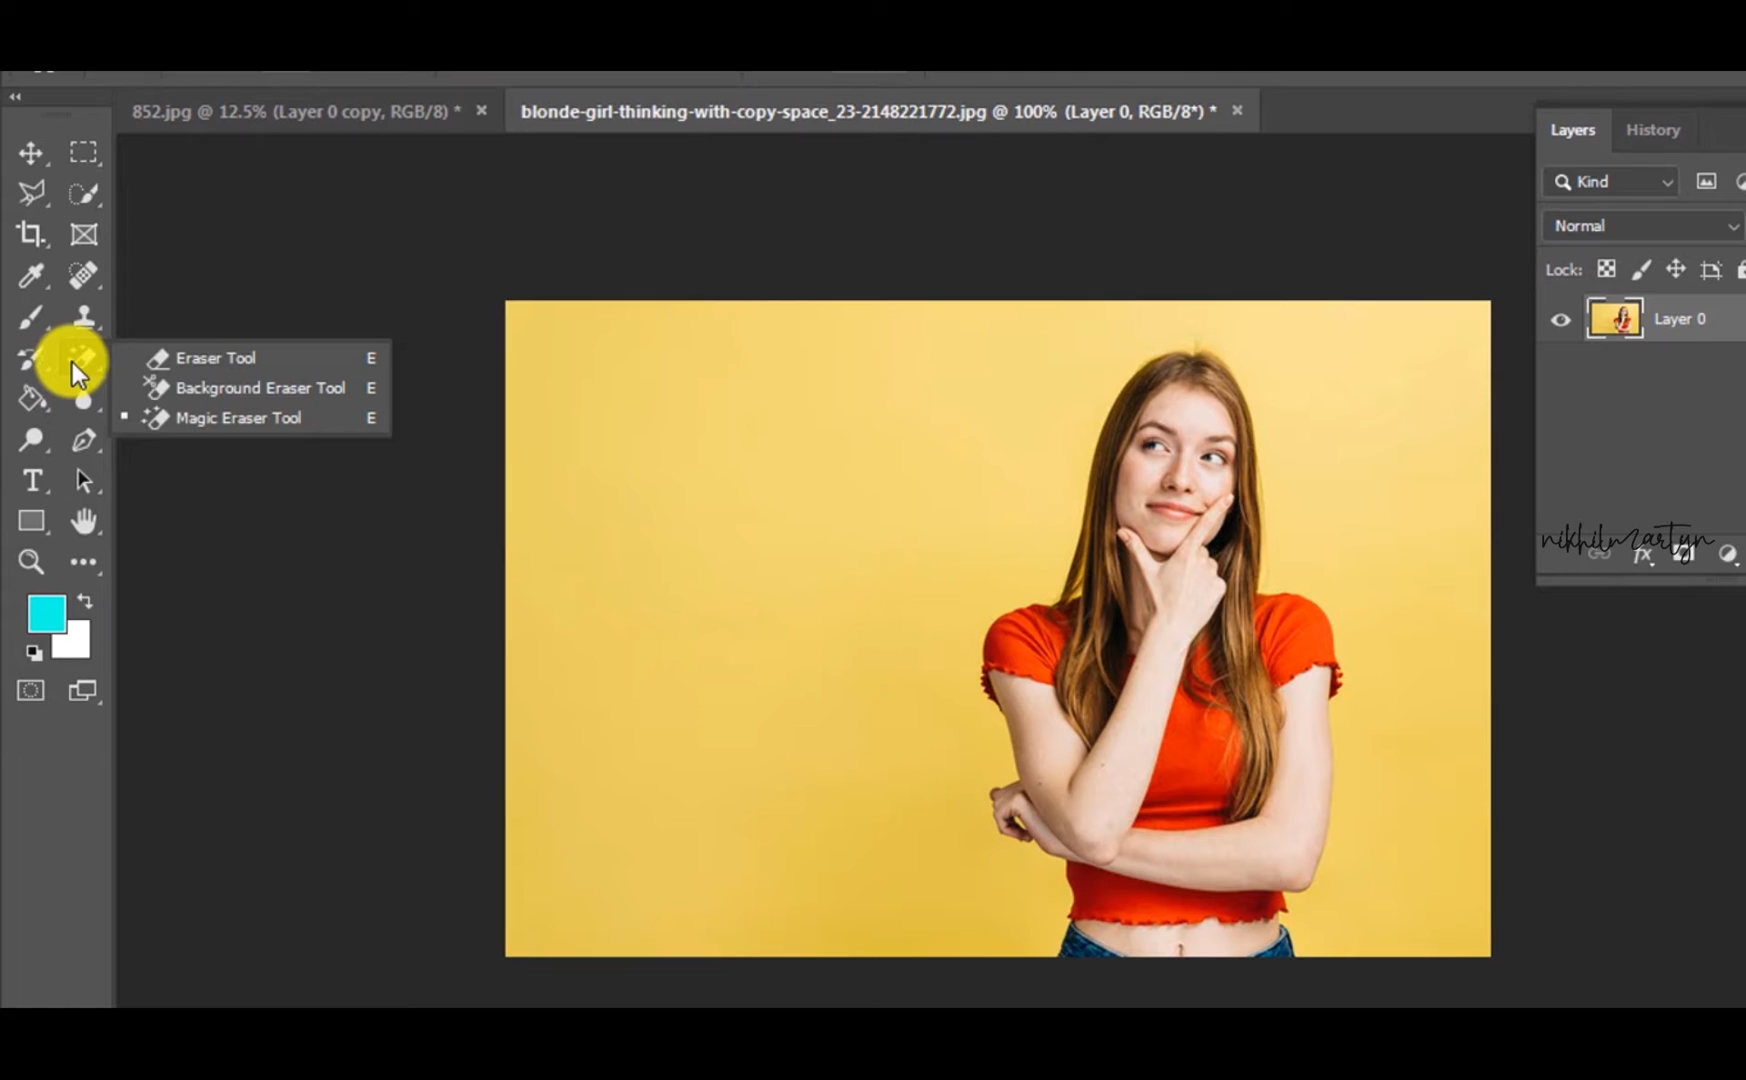 852.jpg @ 12.5% (Layer 0 copy, RGB/8) *
blonde-girl-thinking-with-copy-space_23-2148221772.jpg @ 100% (Layer 0, RGB/8*) *
Layers
History
Kind
Normal
Lock:
Layer 0
Eraser Tool E
Background Eraser Tool E
Magic Eraser Tool E
nikhilmartyn
fx